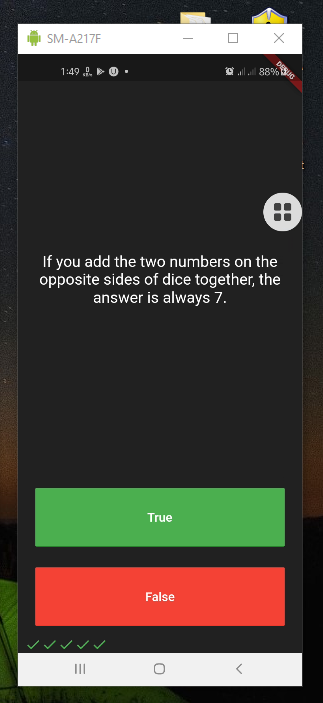 SM-A217F
1:49
88%
DEBUG
If you add the two numbers on the
opposite sides of dice together, the
answer is always 7.
True
False